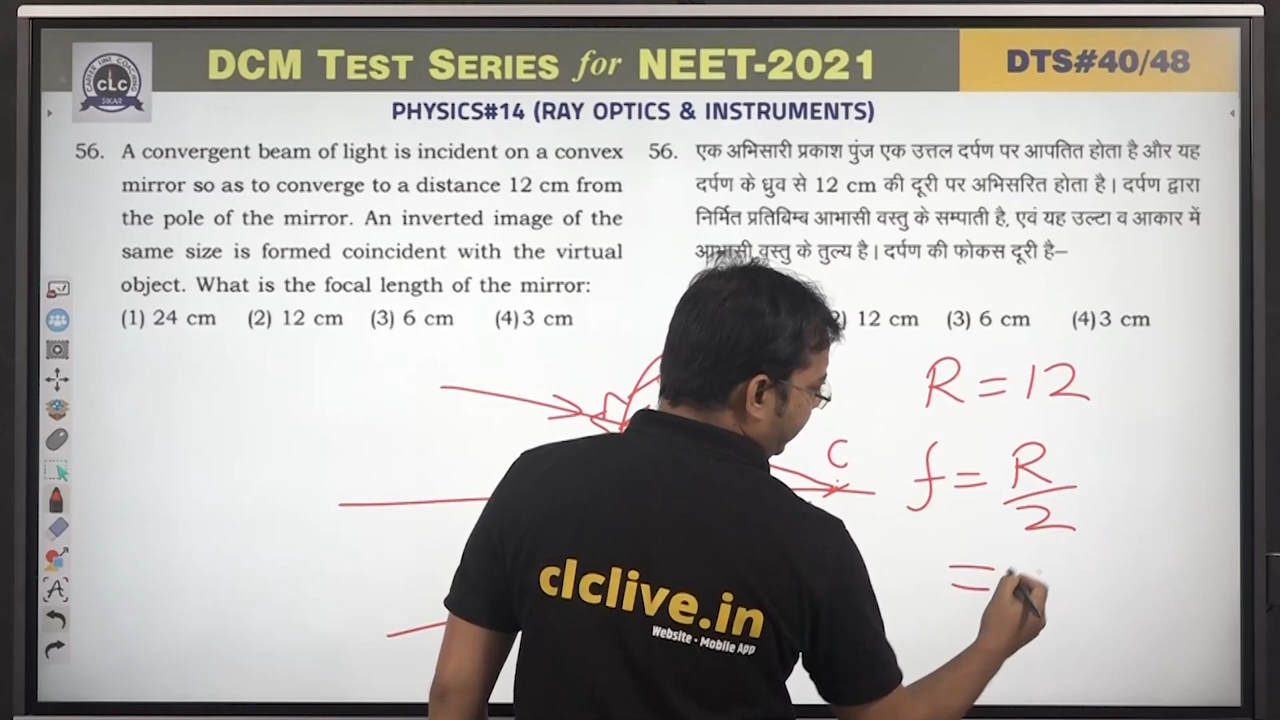 CAREER LINE COACHING
CLC
SIKAR
DCM TEST SERIES for NEET-2021
DTS#40/48
PHYSICS#14 (RAY OPTICS & INSTRUMENTS)
56. A convergent beam of light is incident on a convex
mirror so as to converge to a distance 12 cm from
the pole of the mirror. An inverted image of the
same size is formed coincident with the virtual
object. What is the focal length of the mirror:
(1) 24 cm (2) 12 cm (3) 6 cm (4) 3 cm
56. एक अभिसारी प्रकाश पुंज एक उत्तल दर्पण पर आपतित होता है और यह
दर्पण के ध्रुव से 12 cm की दूरी पर अभिसरित होता है। दर्पण द्वारा
निर्मित प्रतिबिम्ब आभासी वस्तु के सम्पाती है, एवं यह उल्टा व आकार में
आभासी वस्तु के तुल्य है। दर्पण की फोकस दूरी है–
12 cm (3) 6 cm (4) 3 cm
R = 12
C
f = R/2
=
A
clclive.in
Website - Mobile App